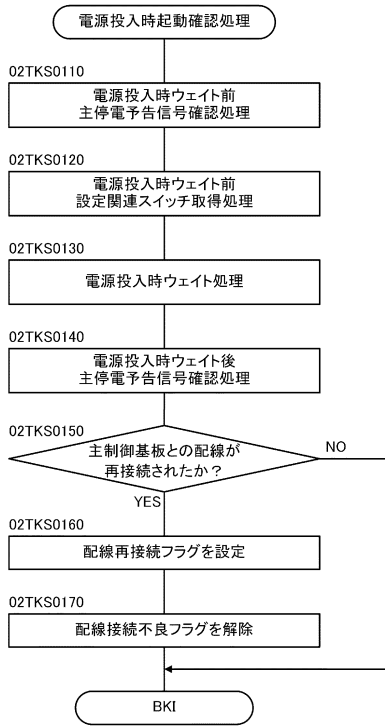 電源投入時起動確認処理
02TKS0110
電源投入時ウェイト前
主停電予告信号確認処理
02TKS0120
電源投入時ウェイト前
設定関連スイッチ取得処理
02TKS0130
電源投入時ウェイト処理
02TKS0140
電源投入時ウェイト後
主停電予告信号確認処理
02TKS0150
主制御基板との配線が
再接続されたか？
NO
YES
02TKS0160
配線再接続フラグを設定
02TKS0170
配線接続不良フラグを解除
BKI